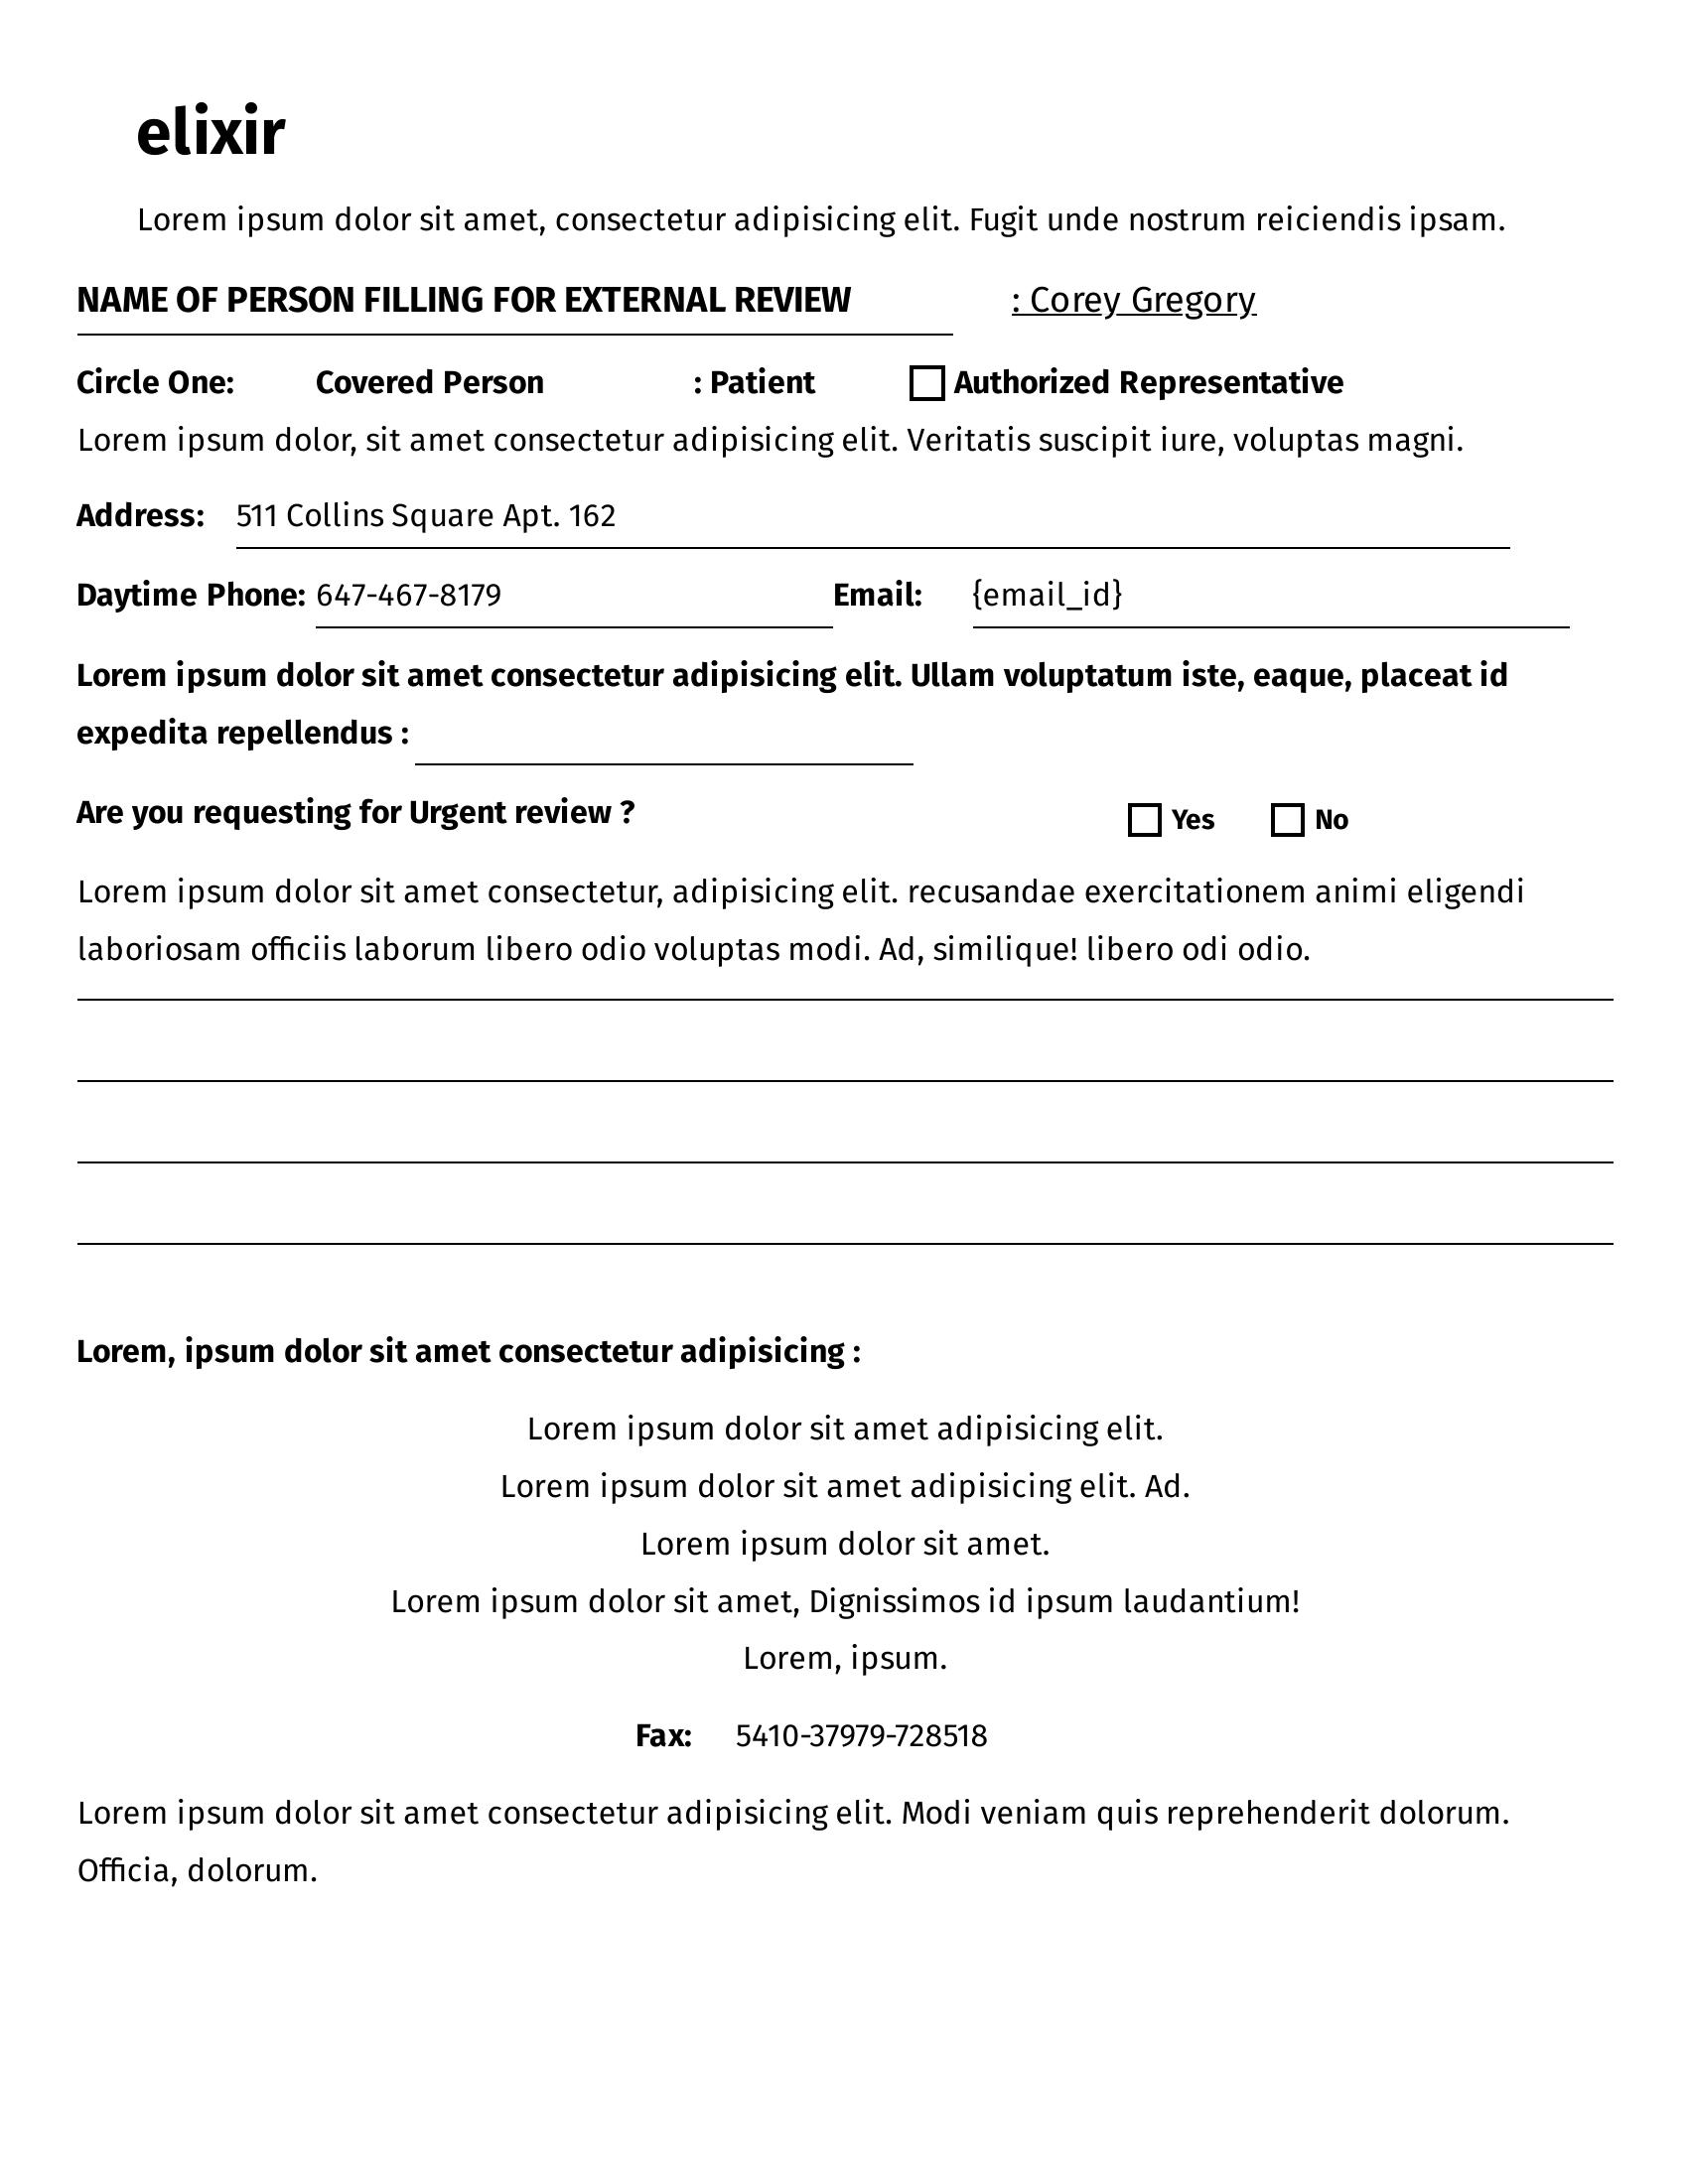 elixir
Lorem ipsum dolor sit amet, consectetur adipisicing elit. Fugit unde nostrum reiciendis ipsam.
NAME OF PERSON FILLING FOR EXTERNAL REVIEW : Corey Gregory
Circle One: Covered Person : Patient Authorized Representative
Lorem ipsum dolor, sit amet consectetur adipisicing elit. Veritatis suscipit iure, voluptas magni.
Address: 511 Collins Square Apt. 162
Daytime Phone: 647-467-8179 Email: {email_id}
Lorem ipsum dolor sit amet consectetur adipisicing elit. Ullam voluptatum iste, eaque, placeat id
expedita repellendus :
Are you requesting for Urgent review ? Yes No
Lorem ipsum dolor sit amet consectetur, adipisicing elit. recusandae exercitationem animi eligendi
laboriosam officiis laborum libero odio voluptas modi. Ad, similique! libero odi odio.
Lorem, ipsum dolor sit amet consectetur adipisicing :
Lorem ipsum dolor sit amet adipisicing elit.
Lorem ipsum dolor sit amet adipisicing elit. Ad.
Lorem ipsum dolor sit amet.
Lorem ipsum dolor sit amet, Dignissimos id ipsum laudantium!
Lorem, ipsum.
Fax: 5410-37979-728518
Lorem ipsum dolor sit amet consectetur adipisicing elit. Modi veniam quis reprehenderit dolorum.
Officia, dolorum.